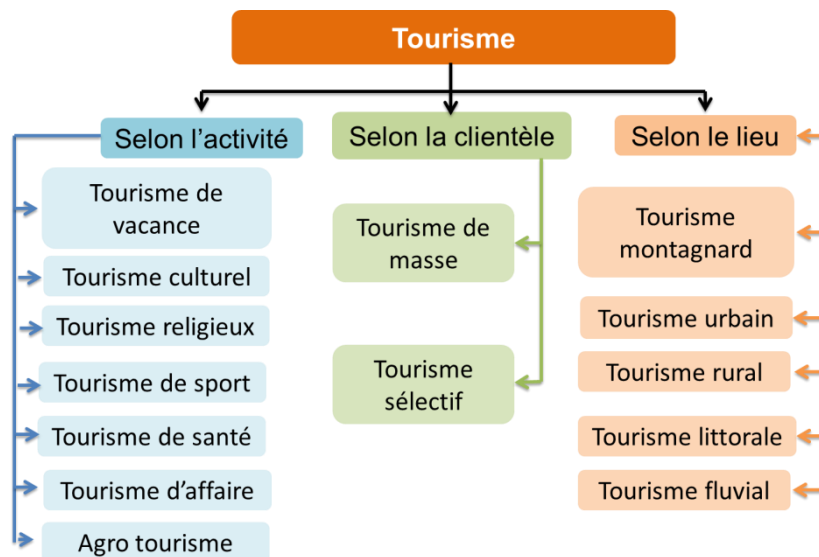 Tourisme
Selon l'activité
Tourisme de
vacance
Tourisme culturel
Tourisme religieux
Tourisme de sport
Tourisme de santé
Tourisme d'affaire
Agro tourisme
Selon la clientèle
Tourisme de
masse
Tourisme
sélectif
Selon le lieu
Tourisme
montagnard
Tourisme urbain
Tourisme rural
Tourisme littorale
Tourisme fluvial